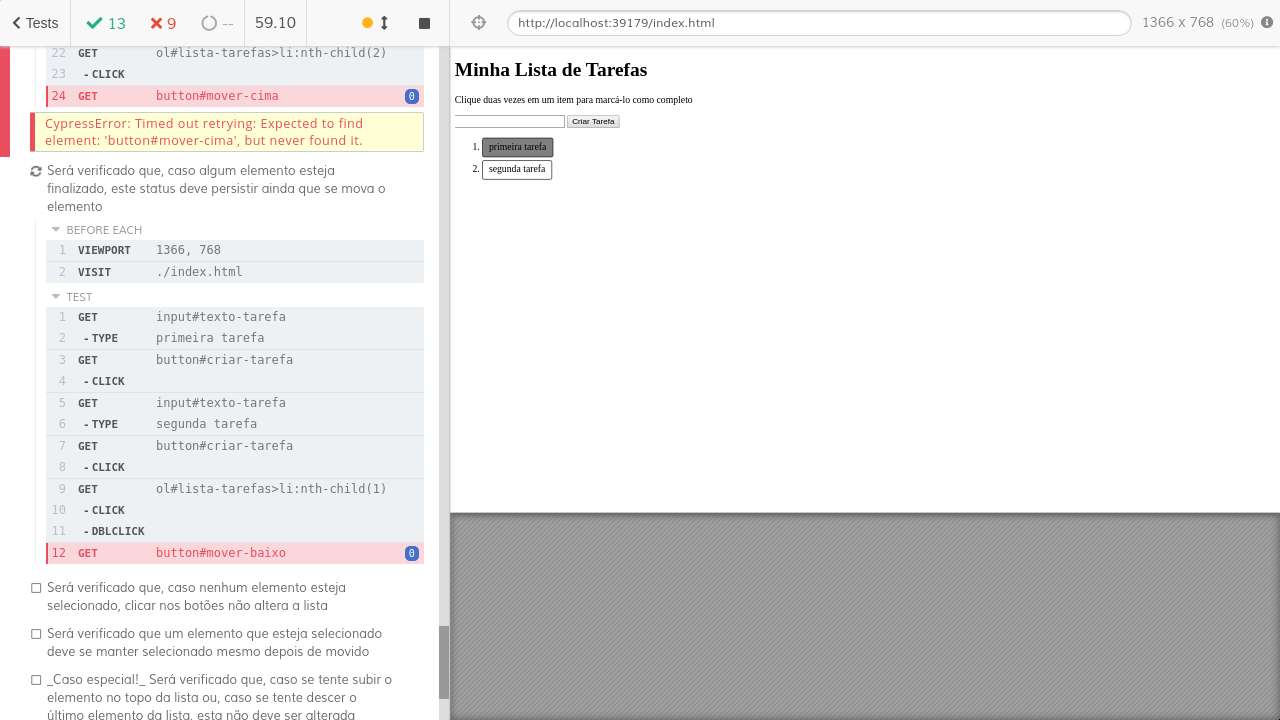 Tests
13
9
--
59.10
http://localhost:39179/index.html
1366 x 768 (60%)
22 GET ol#lista-tarefas>li:nth-child(2)
23 - CLICK
24 GET button#mover-cima 0
CypressError: Timed out retrying: Expected to find
element: 'button#mover-cima', but never found it.
Será verificado que, caso algum elemento esteja
finalizado, este status deve persistir ainda que se mova o
elemento
BEFORE EACH
1 VIEWPORT 1366, 768
2 VISIT ./index.html
TEST
1 GET input#texto-tarefa
2 - TYPE primeira tarefa
3 GET button#criar-tarefa
4 - CLICK
5 GET input#texto-tarefa
6 - TYPE segunda tarefa
7 GET button#criar-tarefa
8 - CLICK
9 GET ol#lista-tarefas>li:nth-child(1)
10 - CLICK
11 - DBLCLICK
12 GET button#mover-baixo 0
Será verificado que, caso nenhum elemento esteja
selecionado, clicar nos botões não altera a lista
Será verificado que um elemento que esteja selecionado
deve se manter selecionado mesmo depois de movido
_Caso especial!_ Será verificado que, caso se tente subir o
elemento no topo da lista ou, caso se tente descer o
último elemento da lista, esta não deve ser alterada
Minha Lista de Tarefas
Clique duas vezes em um item para marcá-lo como completo
Criar Tarefa
1. primeira tarefa
2. segunda tarefa